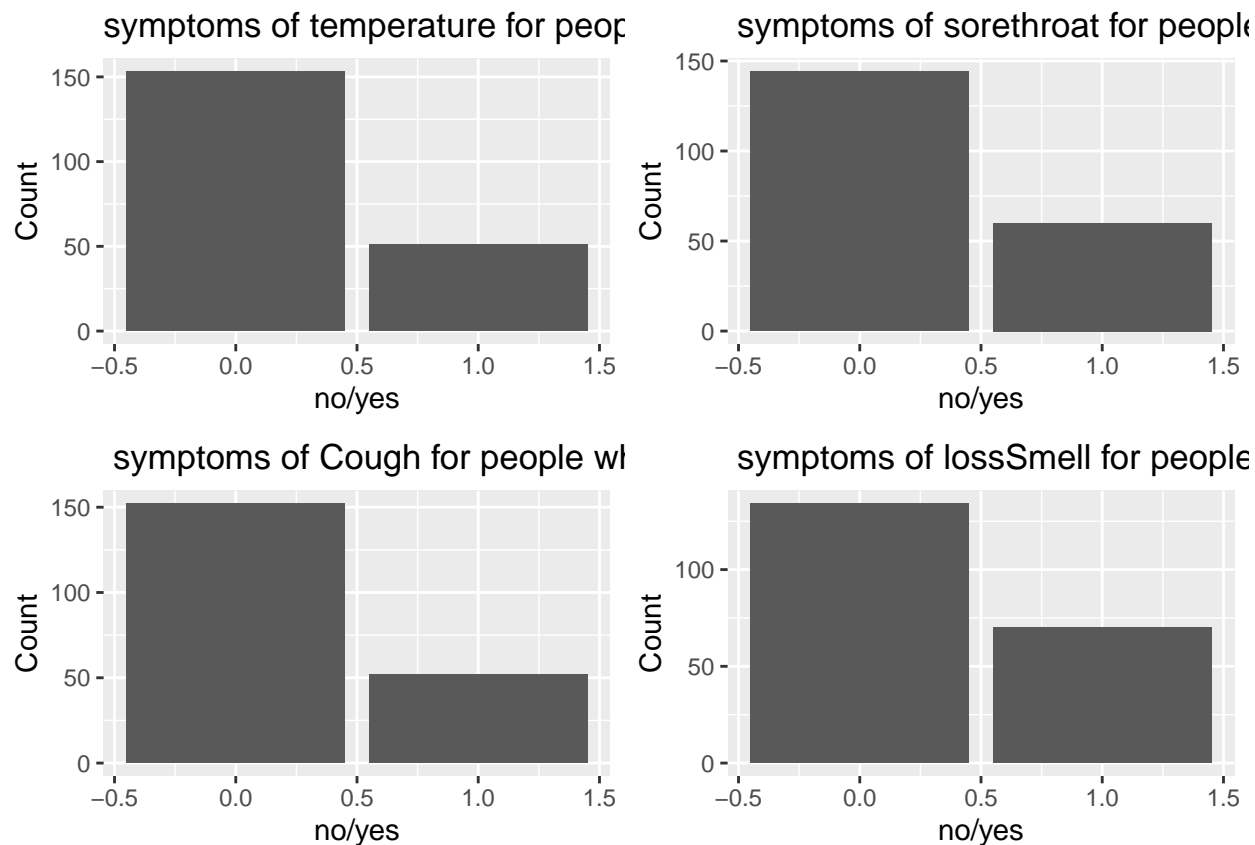 symptoms of temperature for peop
150
100
50
0
Count
−0.5 0.0 0.5 1.0 1.5
no/yes
symptoms of sorethroat for people
150
100
50
0
Count
−0.5 0.0 0.5 1.0 1.5
no/yes
symptoms of Cough for people wh
150
100
50
0
Count
−0.5 0.0 0.5 1.0 1.5
no/yes
symptoms of lossSmell for people
100
50
0
Count
−0.5 0.0 0.5 1.0 1.5
no/yes